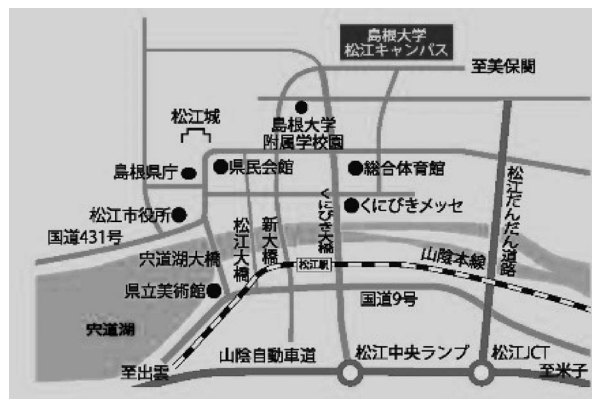 島根大学
松江キャンパス
至美保関
松江城
島根大学
附属学校園
県民会館
総合体育館
島根県庁
松江だんだん道路
くにびきメッセ
松江市役所
国道431号
くにびき大橋
新大橋
松江大橋
宍道湖大橋
山陰本線
松江駅
県立美術館
国道9号
宍道湖
山陰自動車道
松江中央ランプ
松江JCT
至出雲
至米子